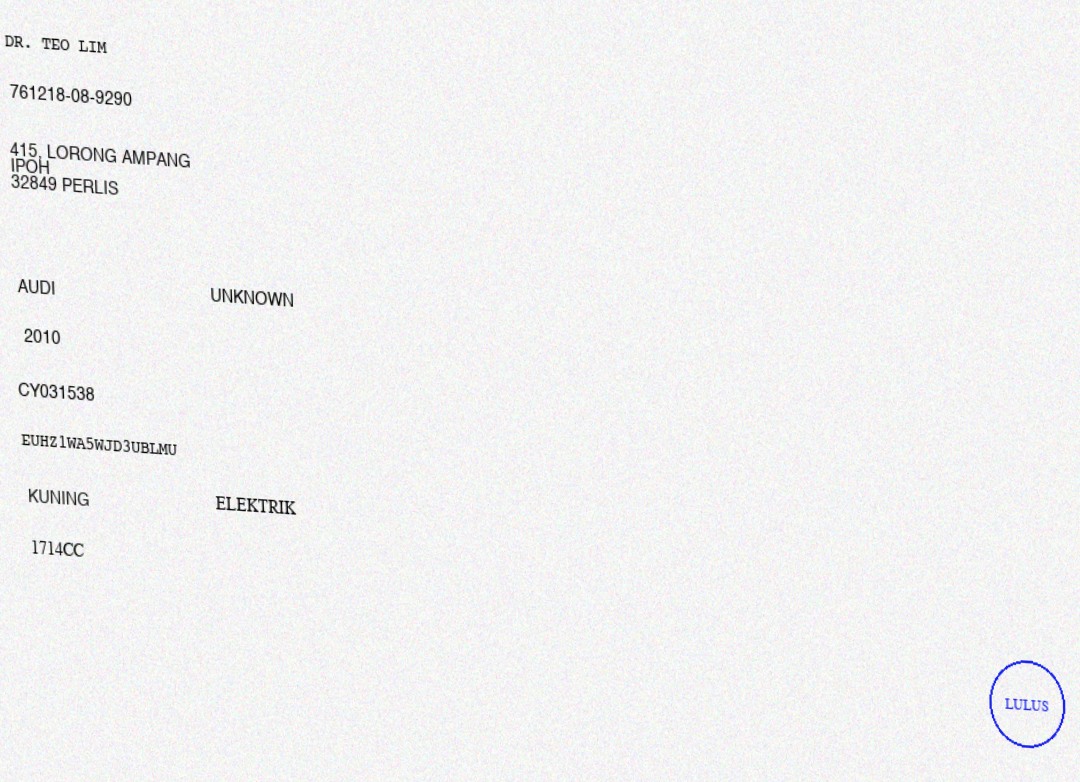 DR. TEO LIM
761218-08-9290
415, LORONG AMPANG
IPOH
32849 PERLIS
AUDI UNKNOWN
2010
CY031538
EUHZ1WA5WJD3UBLMU
KUNING ELEKTRIK
1714CC
LULUS